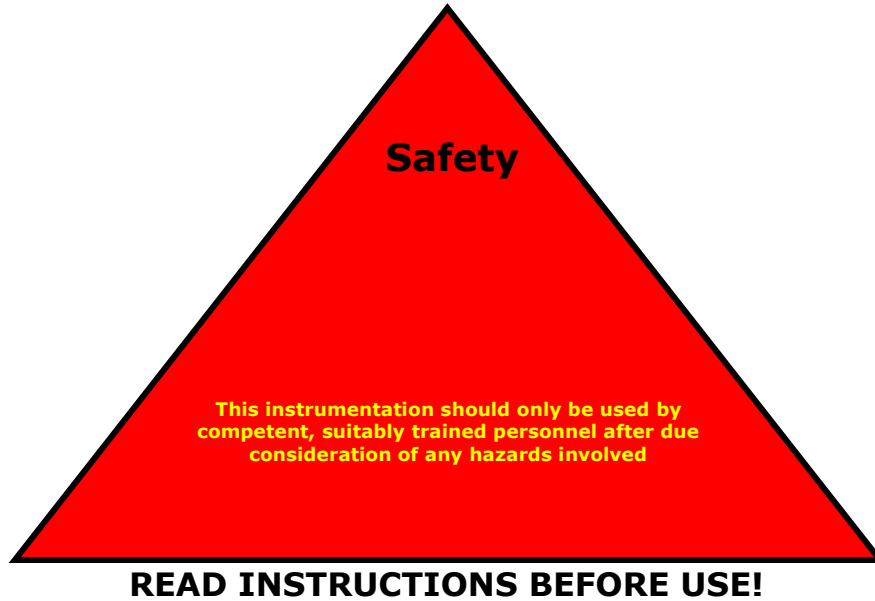 Safety
This instrumentation should only be used by
competent, suitably trained personnel after due
consideration of any hazards involved
READ INSTRUCTIONS BEFORE USE!